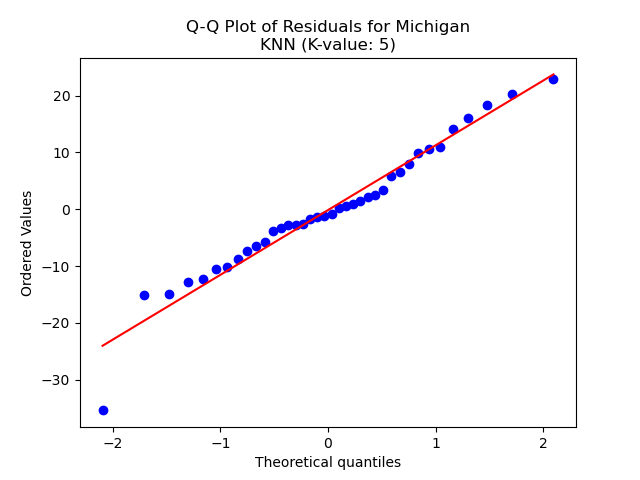 Q-Q Plot of Residuals for Michigan
KNN (K-value: 5)
Ordered Values
20
10
0
−10
−20
−30
−2
−1
0
1
2
Theoretical quantiles